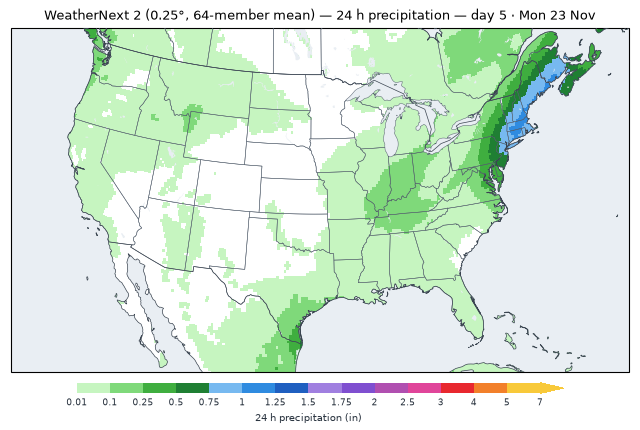 WeatherNext 2 (0.25°, 64-member mean) — 24 h precipitation — day 5 · Mon 23 Nov
0.01 0.1 0.25 0.5 0.75 1 1.25 1.5 1.75 2 2.5 3 4 5 7
24 h precipitation (in)